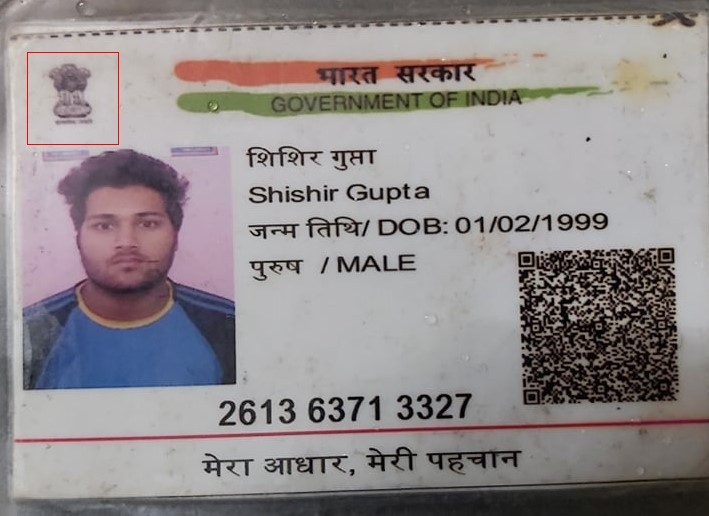 भारत सरकार
GOVERNMENT OF INDIA
शिशिर गुप्ता
Shishir Gupta
जन्म तिथि/ DOB: 01/02/1999
पुरुष / MALE
2613 6371 3327
मेरा आधार, मेरी पहचान